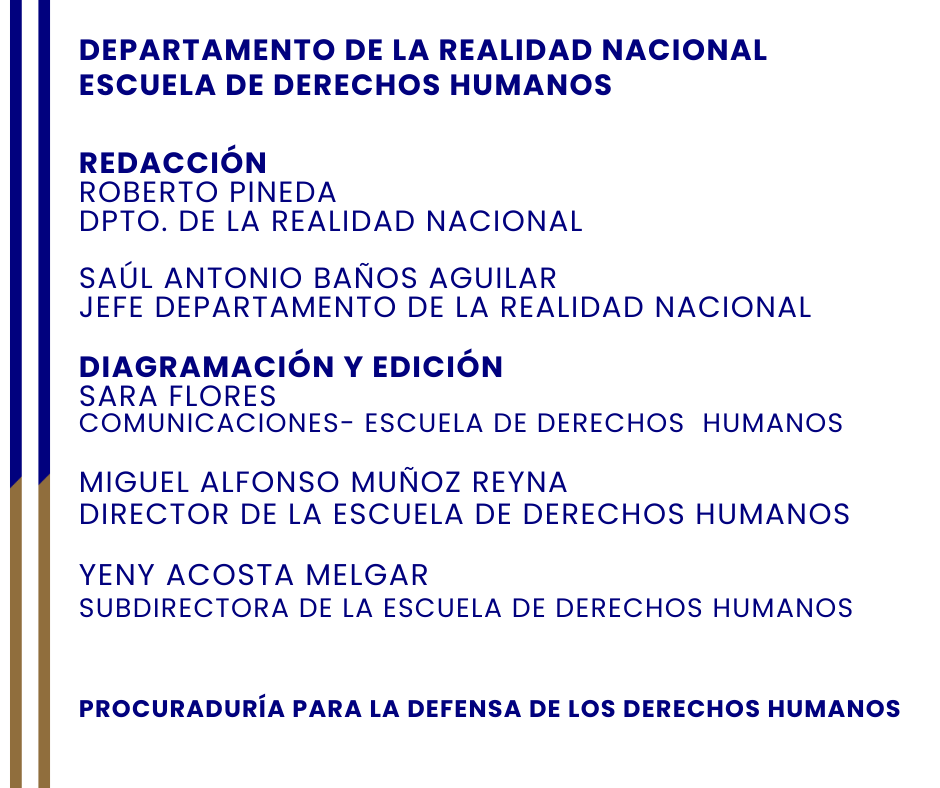 DEPARTAMENTO DE LA REALIDAD NACIONAL
ESCUELA DE DERECHOS HUMANOS
REDACCIÓN
ROBERTO PINEDA
DPTO. DE LA REALIDAD NACIONAL
SAÚL ANTONIO BAÑOS AGUILAR
JEFE DEPARTAMENTO DE LA REALIDAD NACIONAL
DIAGRAMACIÓN Y EDICIÓN
SARA FLORES
COMUNICACIONES- ESCUELA DE DERECHOS HUMANOS
MIGUEL ALFONSO MUÑOZ REYNA
DIRECTOR DE LA ESCUELA DE DERECHOS HUMANOS
YENY ACOSTA MELGAR
SUBDIRECTORA DE LA ESCUELA DE DERECHOS HUMANOS
PROCURADURÍA PARA LA DEFENSA DE LOS DERECHOS HUMANOS